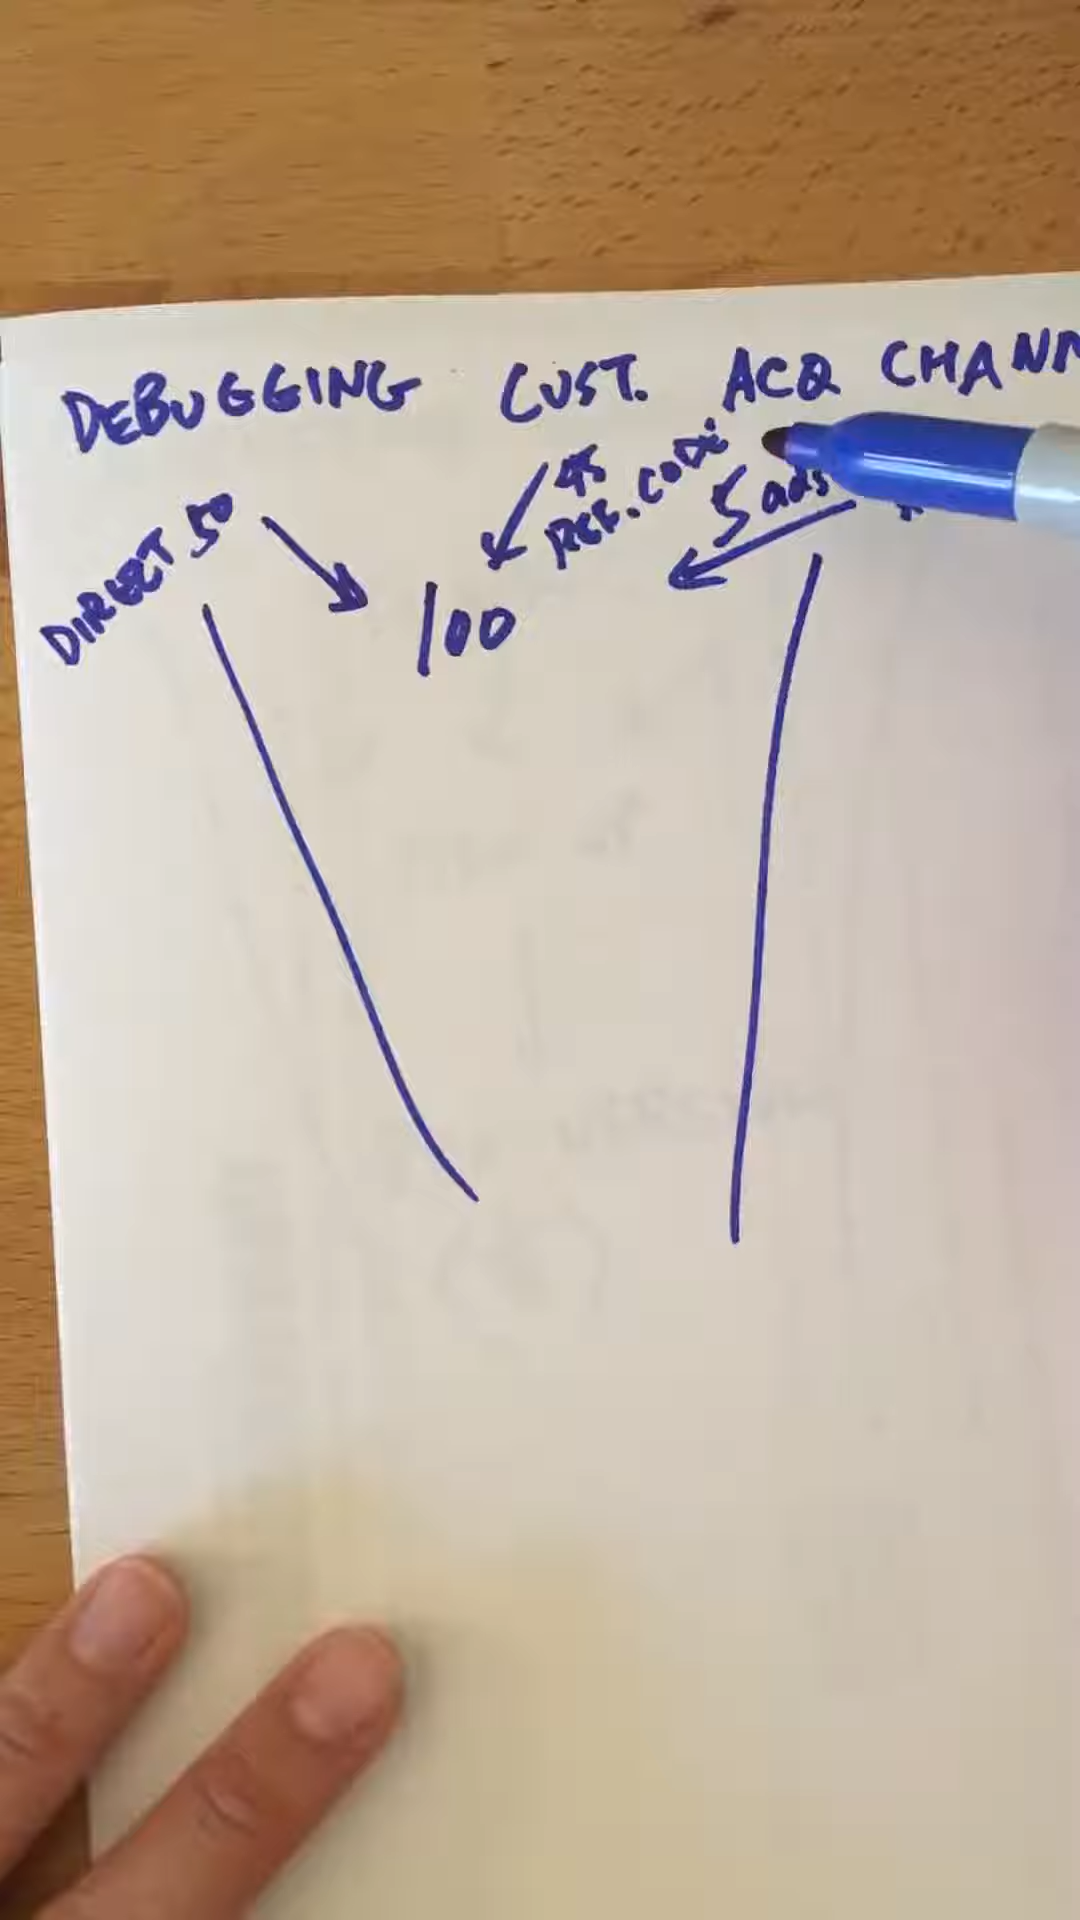 DEBUGGING CUST. ACQ CHANN
DIRECT 50
45
REF. CODE
5 ads
100